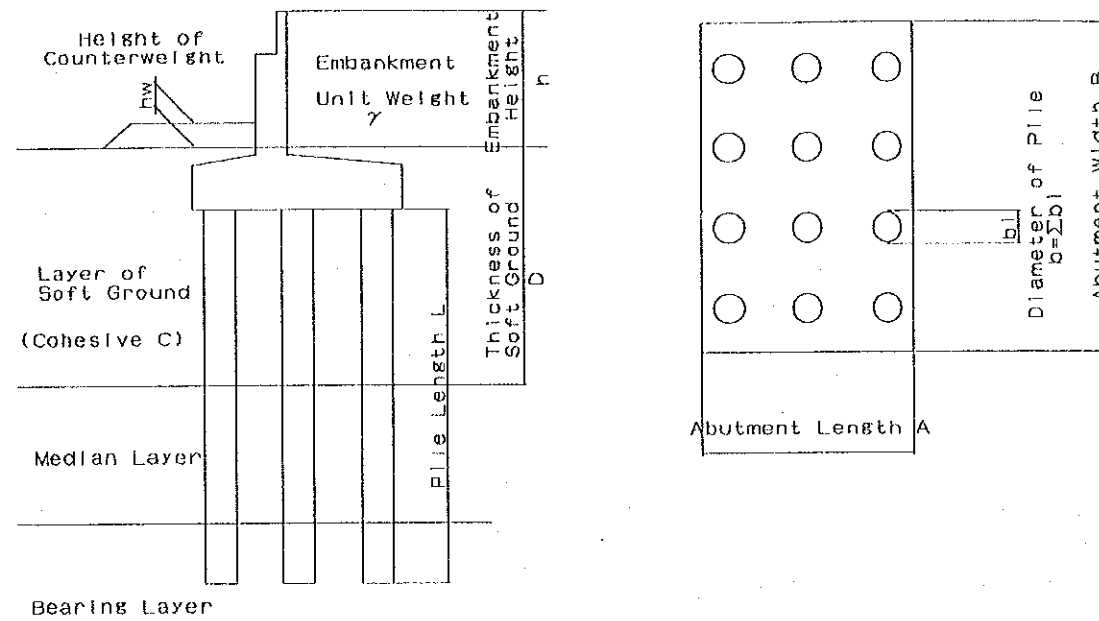 Height of
Counterweight
hw
Embankment
Unit Weight
γ
Embankment
Height
h
Layer of
Soft Ground
(Cohesive C)
Thickness of
Soft Ground
D
Pile Length L
Median Layer
Bearing Layer
bi
Diameter of Pile
b=Σbi
Abutment Width B
Abutment Length A